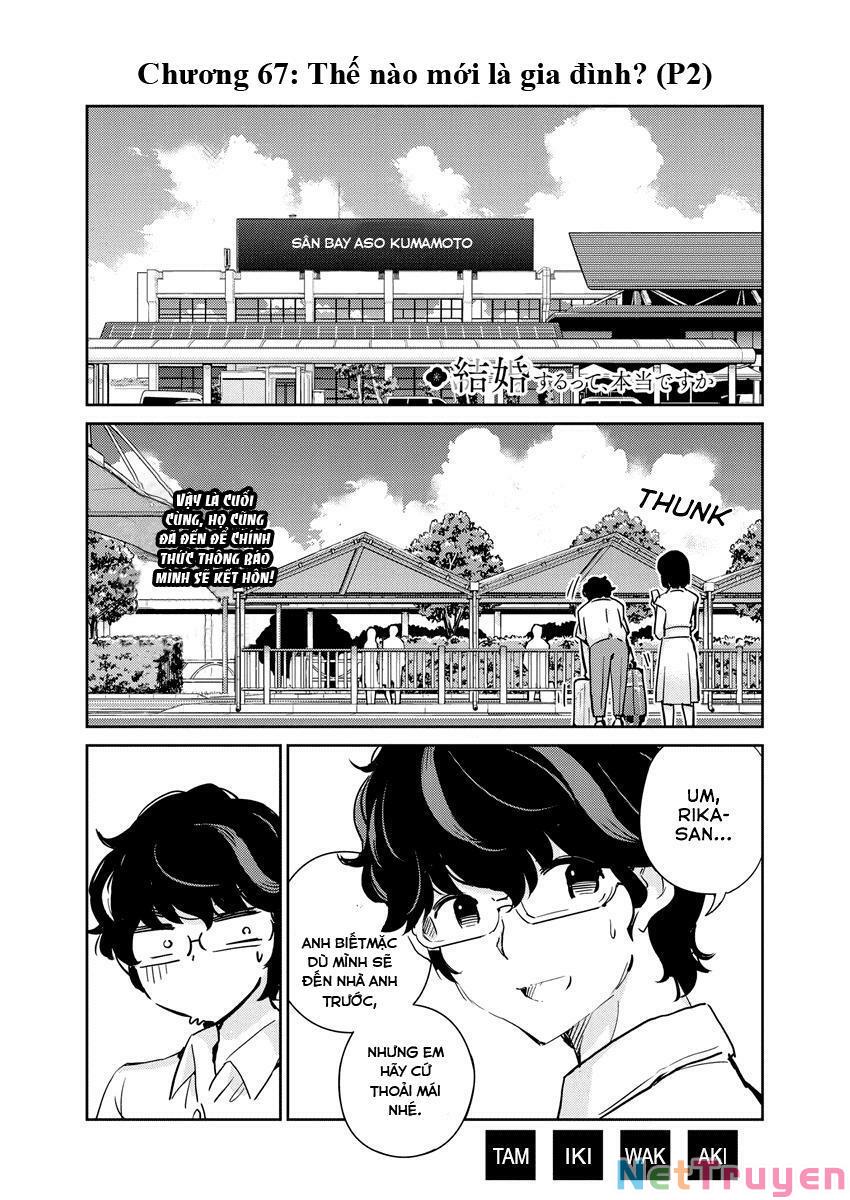 Chương 67: Thế nào mới là gia đình? (P2)
SÂN BAY ASO KUMAMOTO
結婚するって、本当ですか
VẬY LÀ CUỐI
CÙNG, HỌ CŨNG
ĐÃ ĐẾN ĐỂ CHÍNH
THỨC THÔNG BÁO
MÌNH SẼ KẾT HÔN!
THUNK
UM,
RIKA-
SAN...
ANH BIẾTMẶC
DÙ MÌNH SẼ
ĐẾN NHÀ ANH
TRƯỚC,
NHƯNG EM
HÃY CỨ
THOẢI MÁI
NHÉ.
TAM IKI WAK AKI
NetTruyen